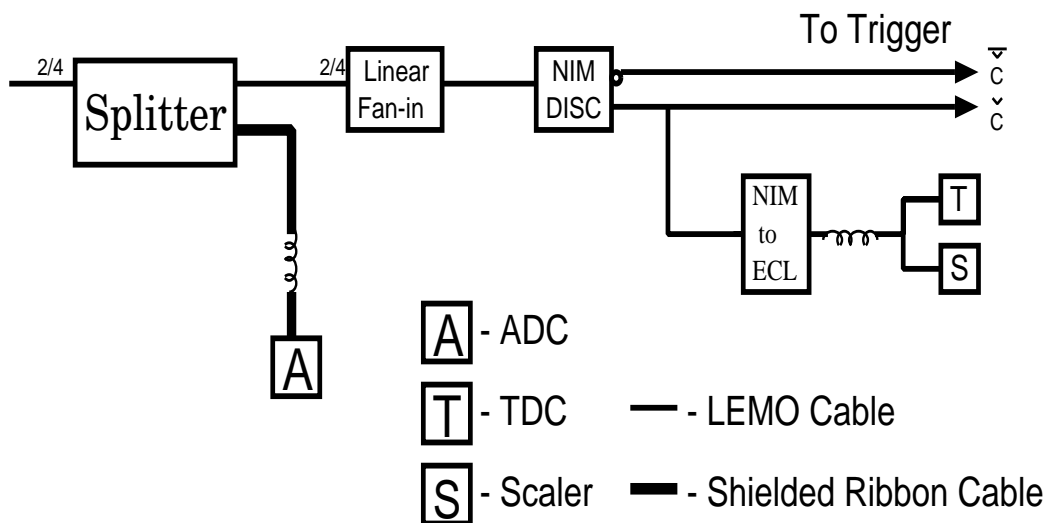 To Trigger
2/4
Splitter
2/4
Linear
Fan-in
NIM
DISC
C̅̌
Č
NIM
to
ECL
T
S
A
A - ADC
T - TDC
— - LEMO Cable
S - Scaler
— - Shielded Ribbon Cable